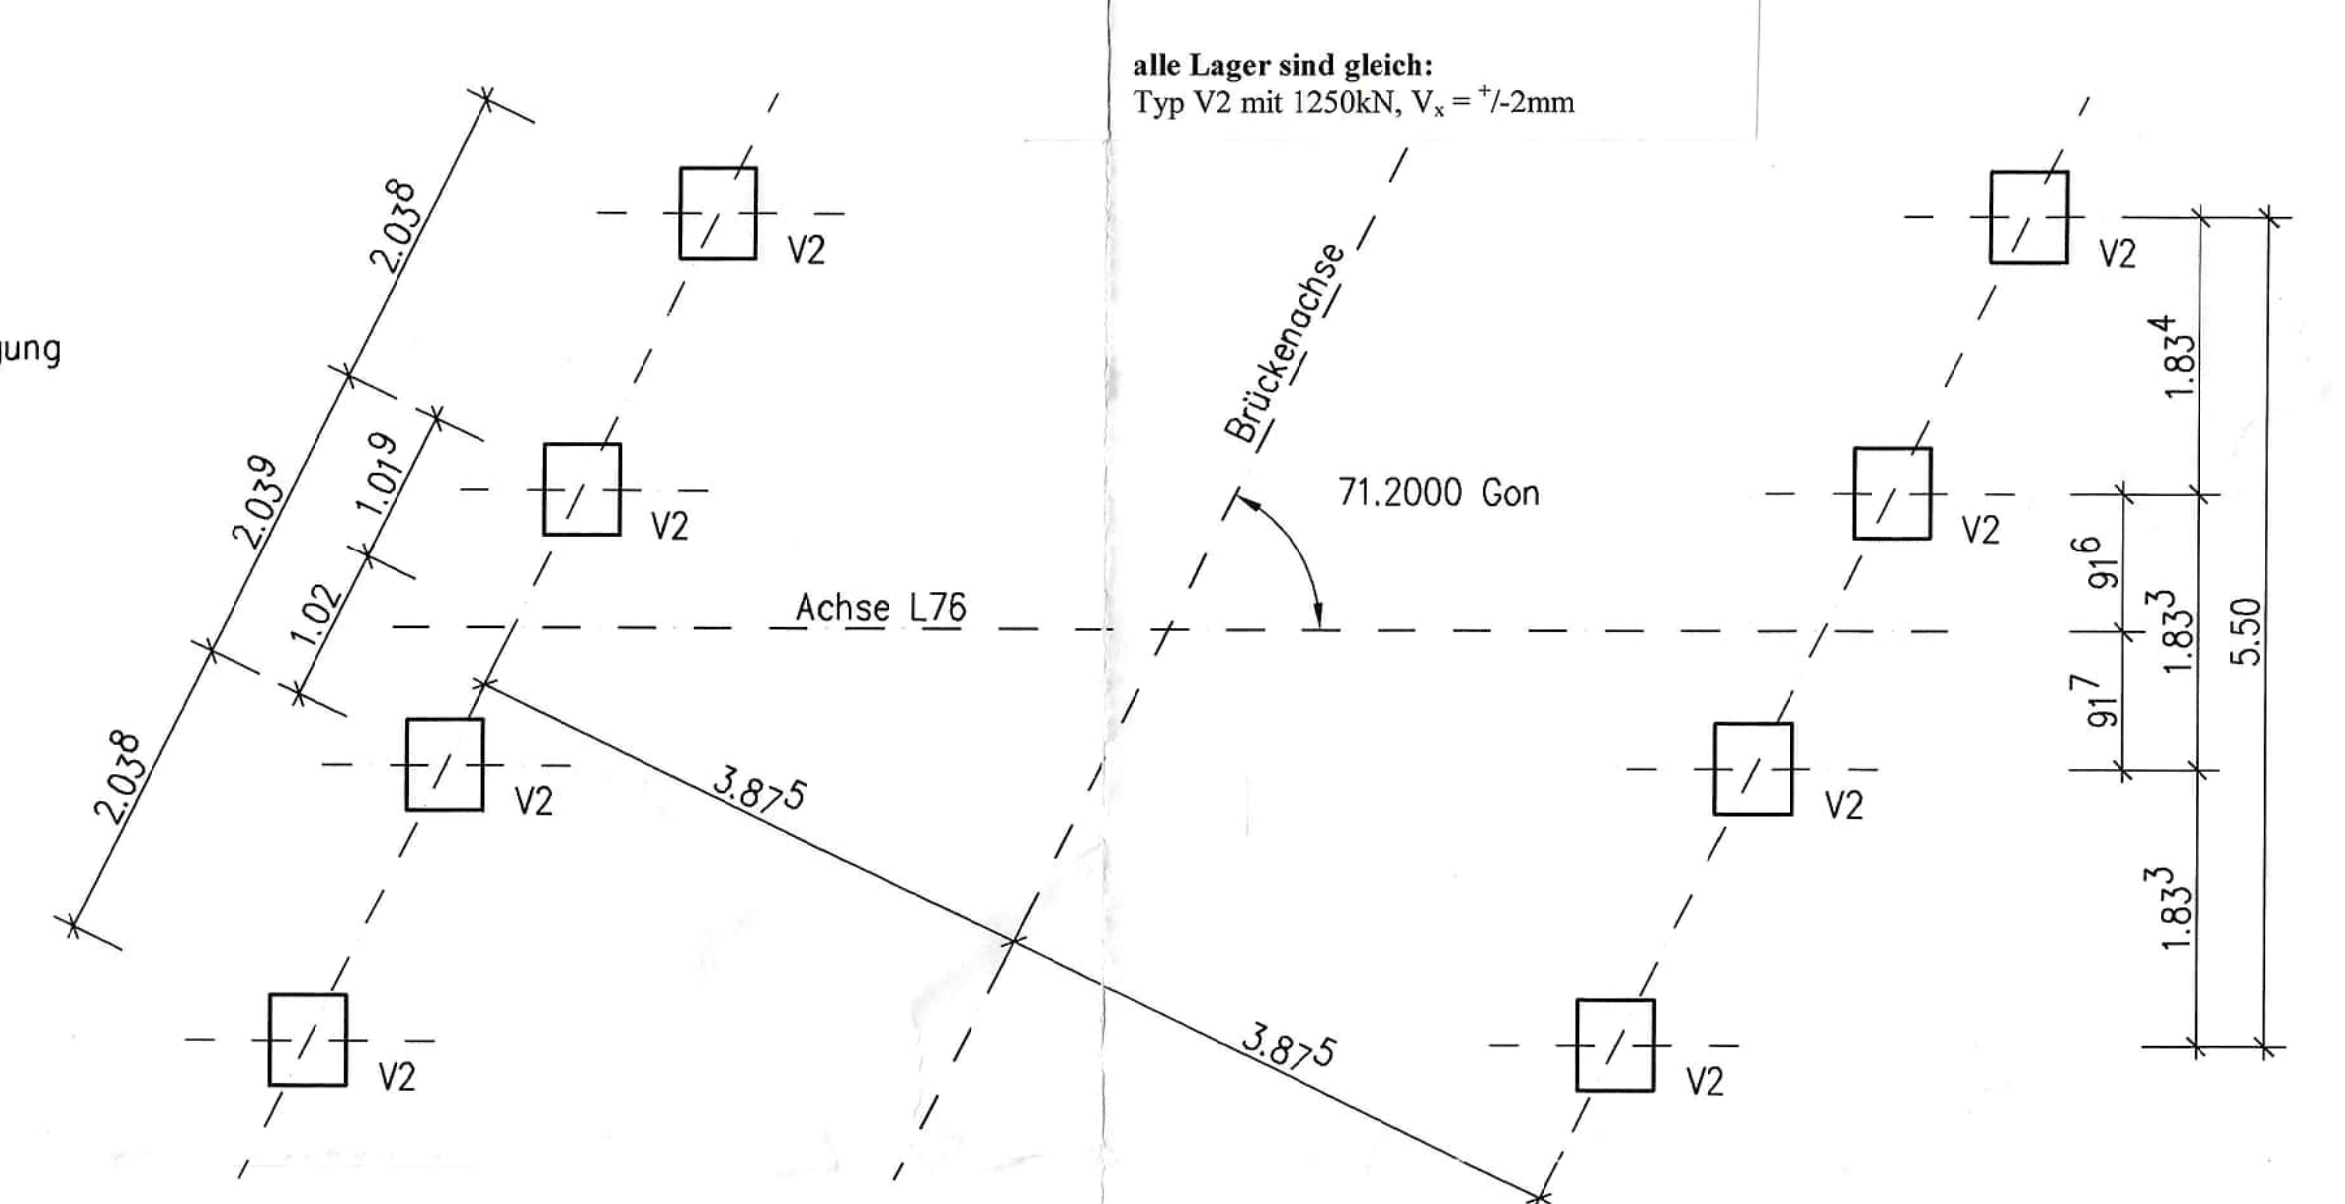 alle Lager sind gleich:
Typ V2 mit 1250kN, Vₓ = ⁺/-2mm
2.03⁸
V2
V2
Brückenachse
1.83⁴
gung
2.03⁹
1.01⁹
V2
71.2000 Gon
V2
91⁶
1.02
Achse L76
1.83³
5.50
91⁷
2.03⁸
V2
3.87⁵
V2
1.83³
3.87⁵
V2
V2